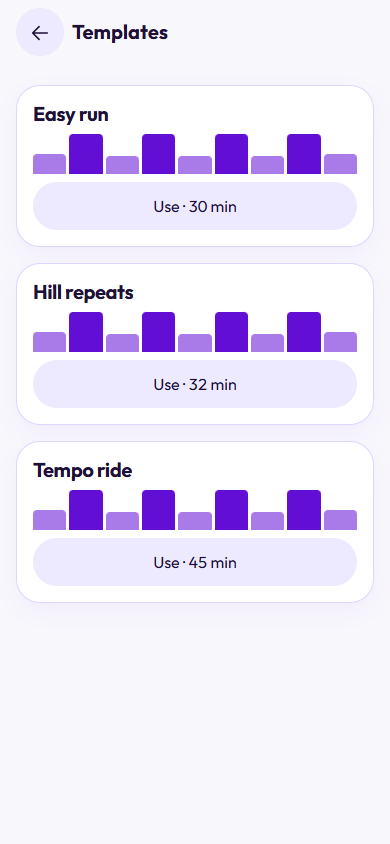 Templates
Easy run
Use · 30 min
Hill repeats
Use · 32 min
Tempo ride
Use · 45 min